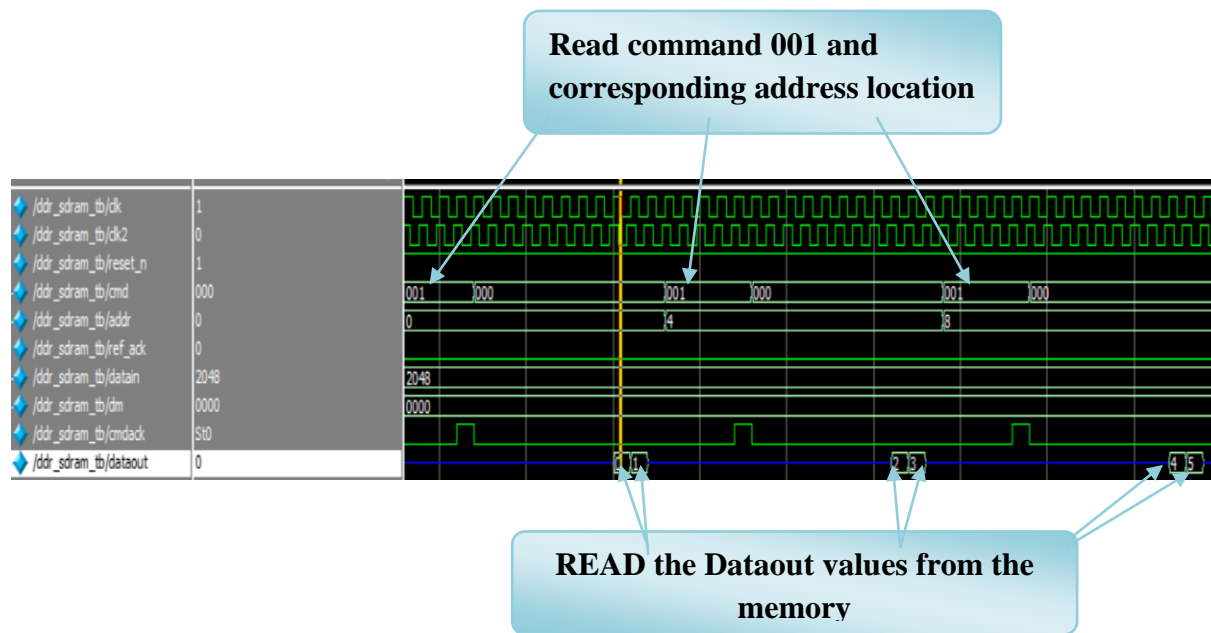 Read command 001 and
corresponding address location
/ddr_sdram_tb/clk 1
/ddr_sdram_tb/clk2 0
/ddr_sdram_tb/reset_n 1
/ddr_sdram_tb/cmd 000 001 000 001 000 001 000
/ddr_sdram_tb/addr 0 0 4 8
/ddr_sdram_tb/ref_ack 0
/ddr_sdram_tb/datain 2048 2048
/ddr_sdram_tb/dm 0000 0000
/ddr_sdram_tb/cmdack St0
/ddr_sdram_tb/dataout 0 1 2 3 4 5
READ the Dataout values from the
memory